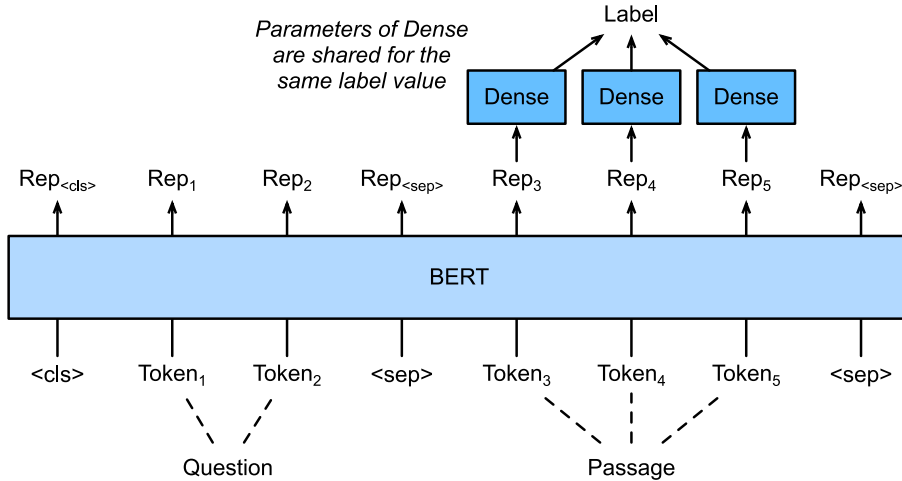 Label
Parameters of Dense
are shared for the
same label value
Dense Dense Dense
Rep<cls> Rep₁ Rep₂ Rep<sep> Rep₃ Rep₄ Rep₅ Rep<sep>
BERT
<cls> Token₁ Token₂ <sep> Token₃ Token₄ Token₅ <sep>
Question Passage